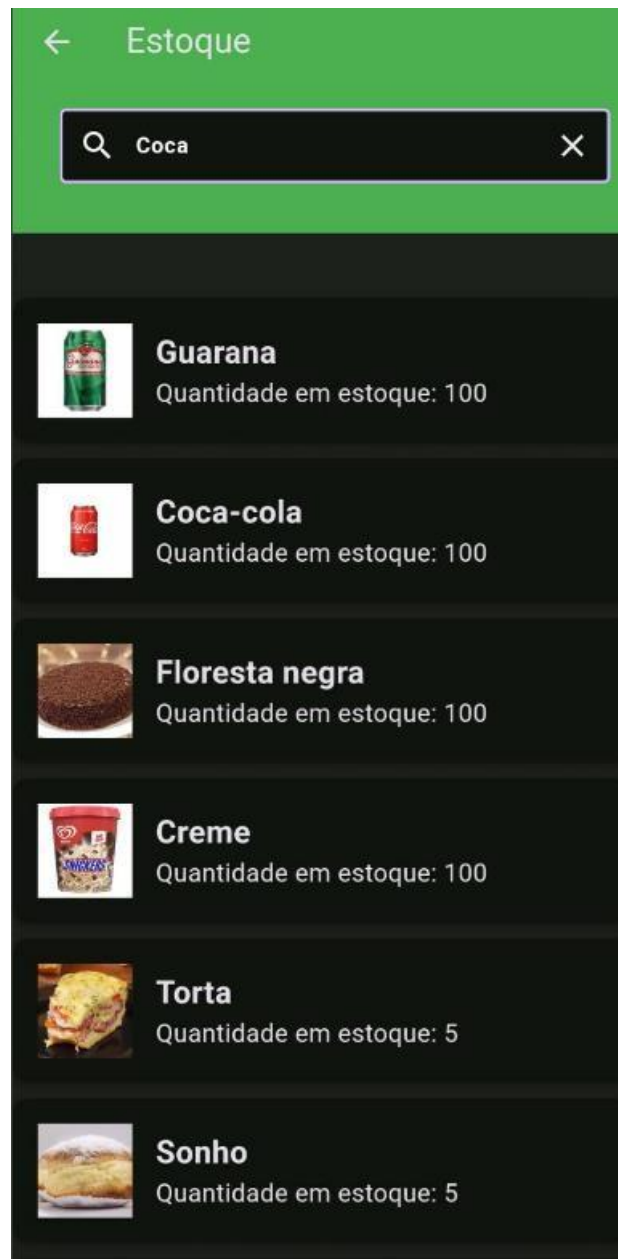 Estoque
Coca
Guarana
Quantidade em estoque: 100
Coca-cola
Quantidade em estoque: 100
Floresta negra
Quantidade em estoque: 100
Creme
Quantidade em estoque: 100
SNICKERS
Torta
Quantidade em estoque: 5
Sonho
Quantidade em estoque: 5